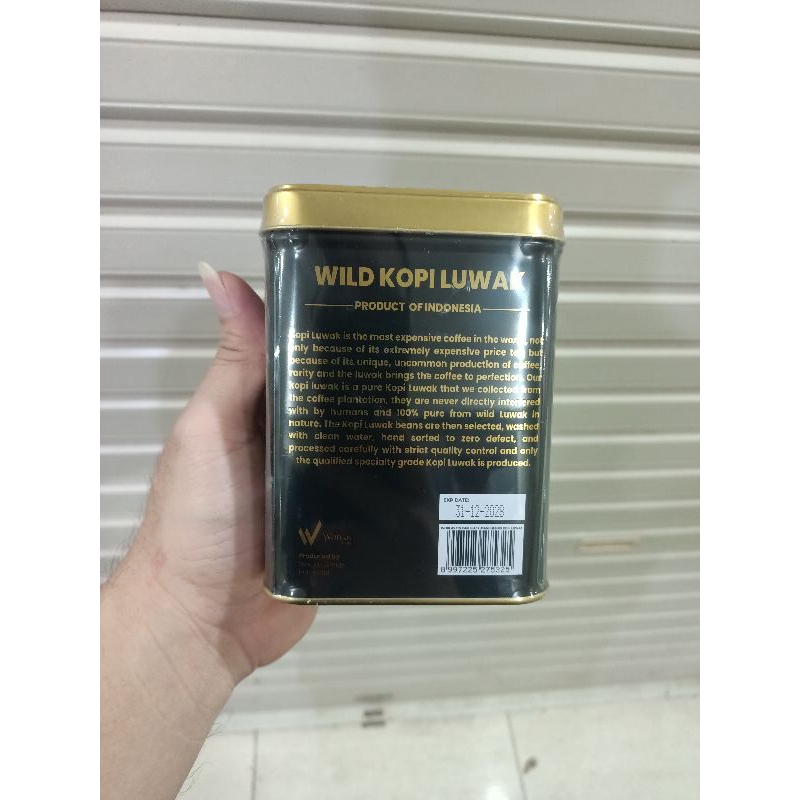 WILD KOPI LUWAK
PRODUCT OF INDONESIA
Kopi Luwak is the most expensive coffee in the world, not
only because of its extremely expensive price tag, but
because of its unique, uncommon production of coffee,
rarity and the luwak brings the coffee to perfection. Our
kopi luwak is a pure Kopi Luwak that we collected from
the coffee plantation, they are never directly intervered
with by humans and 100% pure from wild Luwak in
nature. The Kopi Luwak beans are then selected, washed
with clean water, hand sorted to zero defect, and
processed carefully with strict quality control and only
the qualified specialty grade Kopi Luwak is produced.
EXP DATE:
31-12-2028
Produced by
8 997225 275325